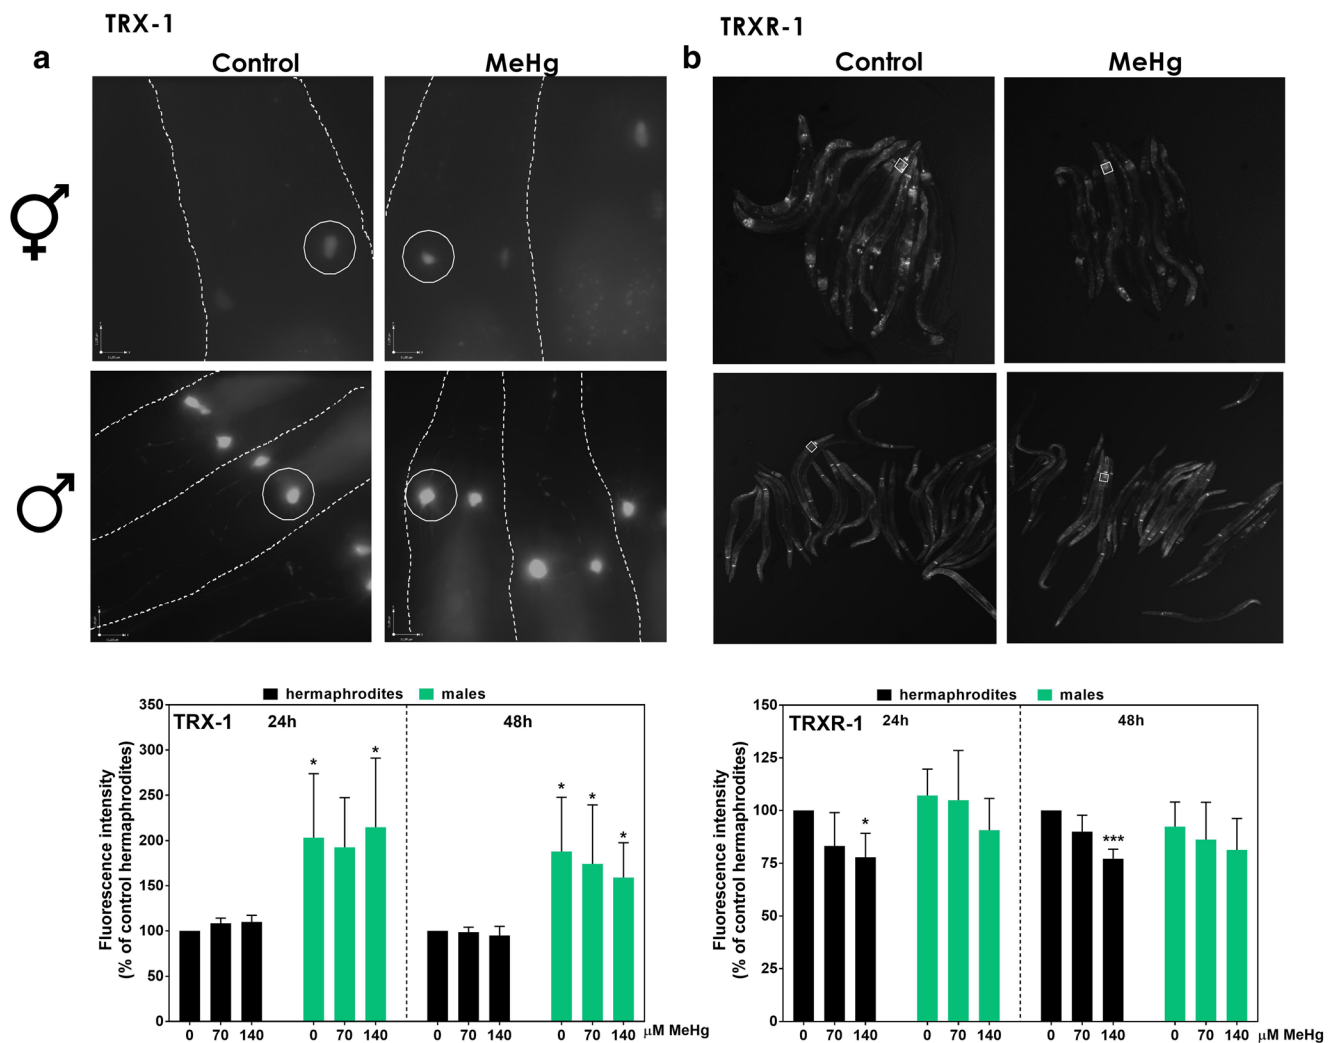 TRX-1
TRXR-1
a
Control
MeHg
b
Control
MeHg
hermaphrodites
males
TRX-1
24h
48h
Fluorescence intensity
(% of control hermaphrodites)
350
300
250
200
150
100
50
0
*
*
*
*
*
0 70 140 0 70 140 0 70 140 0 70 140 μM MeHg
hermaphrodites
males
TRXR-1
24h
48h
Fluorescence intensity
(% of control hermaphrodites)
150
125
100
75
50
25
0
*
***
0 70 140 0 70 140 0 70 140 0 70 140 μM MeHg